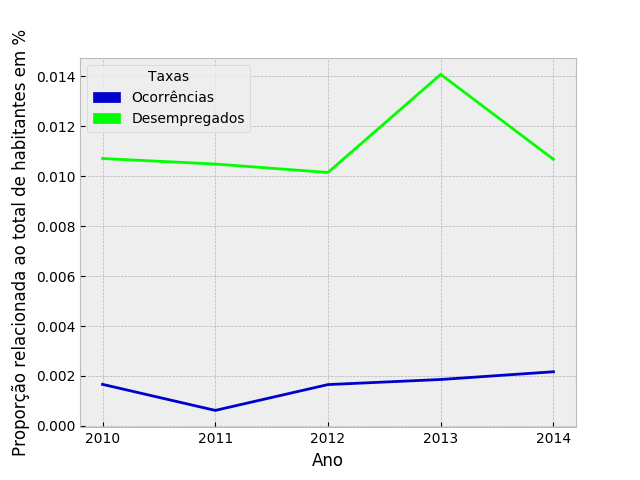 Proporção relacionada ao total de habitantes em %
0.014
0.012
0.010
0.008
0.006
0.004
0.002
0.000
Taxas
Ocorrências
Desempregados
2010 2011 2012 2013 2014
Ano